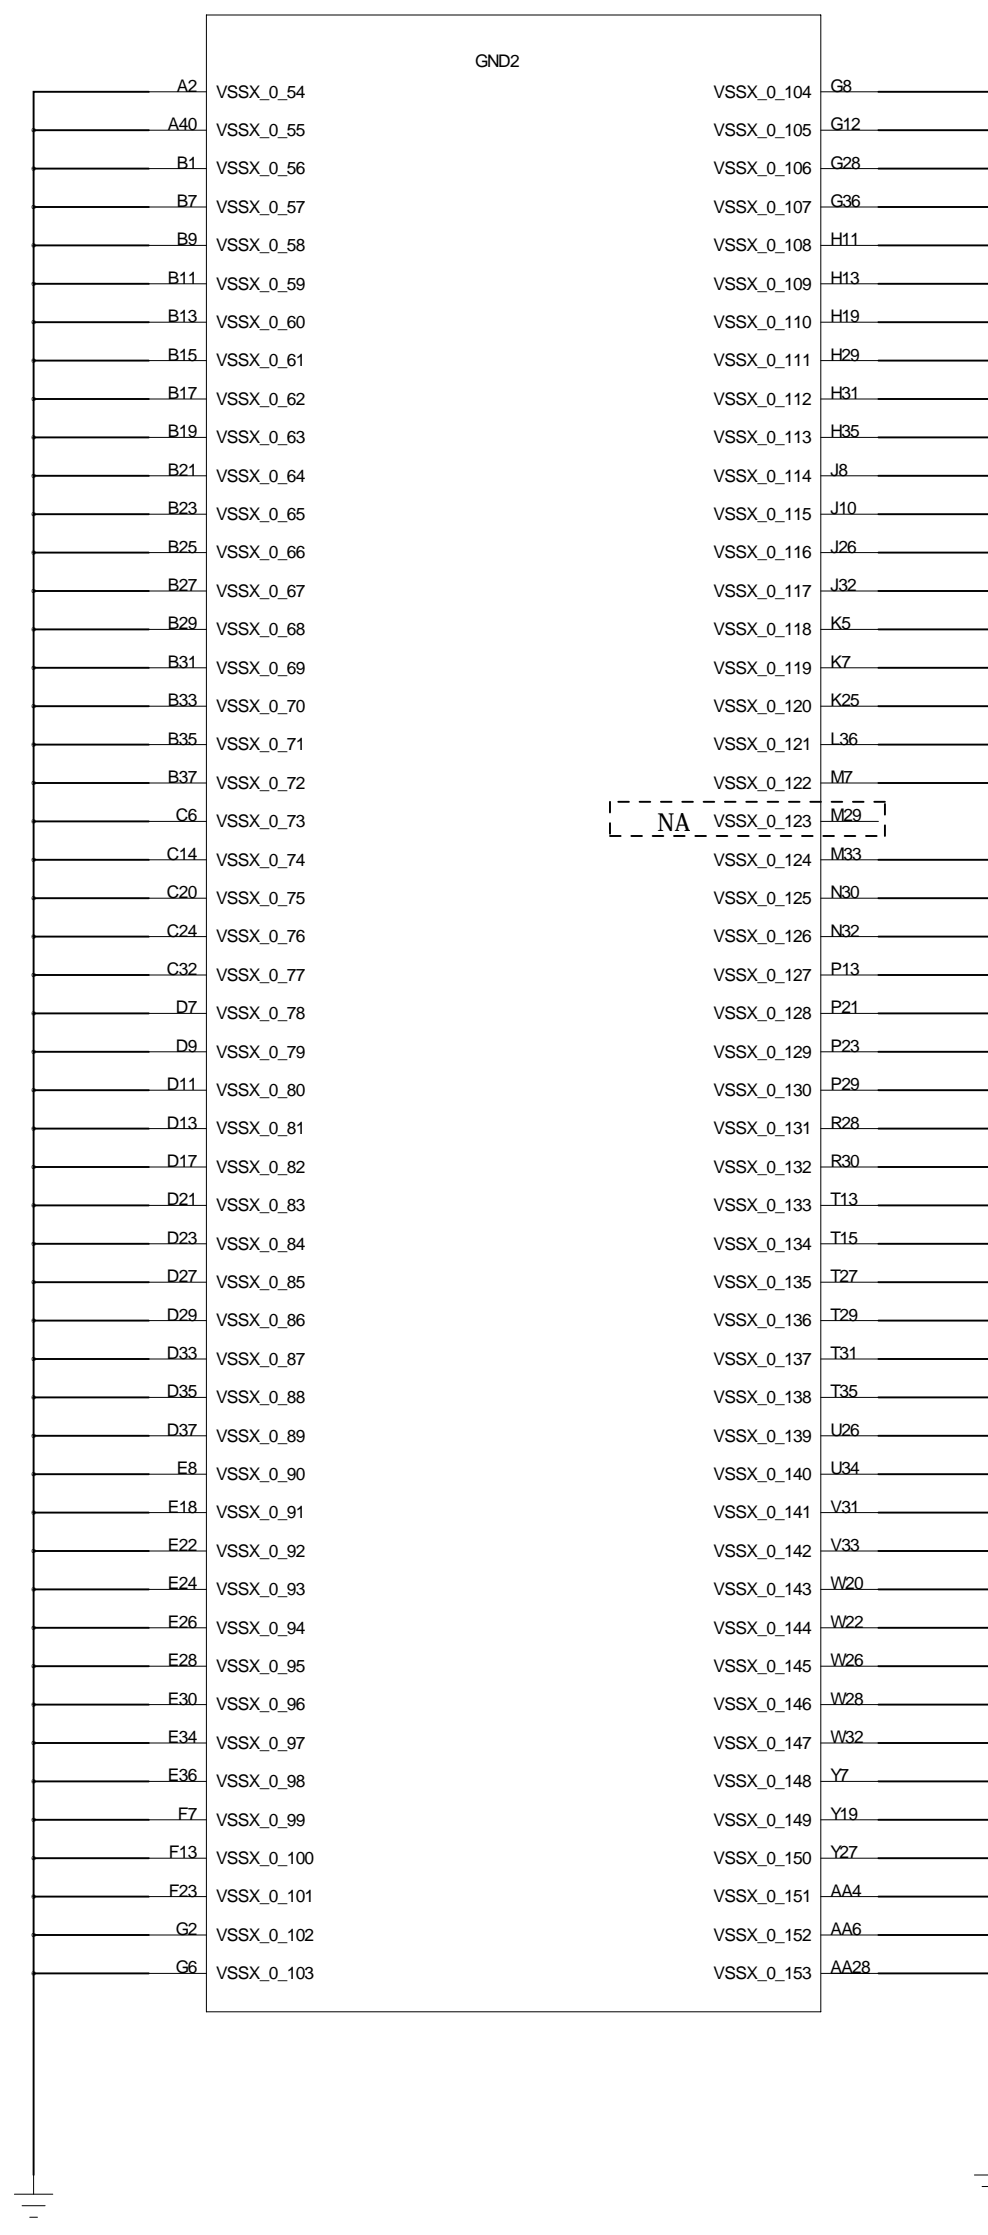 GND2
A2 VSSX_0_54 VSSX_0_104 G8
A40 VSSX_0_55 VSSX_0_105 G12
B1 VSSX_0_56 VSSX_0_106 G28
B7 VSSX_0_57 VSSX_0_107 G36
B9 VSSX_0_58 VSSX_0_108 H11
B11 VSSX_0_59 VSSX_0_109 H13
B13 VSSX_0_60 VSSX_0_110 H19
B15 VSSX_0_61 VSSX_0_111 H29
B17 VSSX_0_62 VSSX_0_112 H31
B19 VSSX_0_63 VSSX_0_113 H35
B21 VSSX_0_64 VSSX_0_114 J8
B23 VSSX_0_65 VSSX_0_115 J10
B25 VSSX_0_66 VSSX_0_116 J26
B27 VSSX_0_67 VSSX_0_117 J32
B29 VSSX_0_68 VSSX_0_118 K5
B31 VSSX_0_69 VSSX_0_119 K7
B33 VSSX_0_70 VSSX_0_120 K25
B35 VSSX_0_71 VSSX_0_121 L36
B37 VSSX_0_72 VSSX_0_122 M7
C6 VSSX_0_73 NA VSSX_0_123 M29
C14 VSSX_0_74 VSSX_0_124 M33
C20 VSSX_0_75 VSSX_0_125 N30
C24 VSSX_0_76 VSSX_0_126 N32
C32 VSSX_0_77 VSSX_0_127 P13
D7 VSSX_0_78 VSSX_0_128 P21
D9 VSSX_0_79 VSSX_0_129 P23
D11 VSSX_0_80 VSSX_0_130 P29
D13 VSSX_0_81 VSSX_0_131 R28
D17 VSSX_0_82 VSSX_0_132 R30
D21 VSSX_0_83 VSSX_0_133 T13
D23 VSSX_0_84 VSSX_0_134 T15
D27 VSSX_0_85 VSSX_0_135 T27
D29 VSSX_0_86 VSSX_0_136 T29
D33 VSSX_0_87 VSSX_0_137 T31
D35 VSSX_0_88 VSSX_0_138 T35
D37 VSSX_0_89 VSSX_0_139 U26
E8 VSSX_0_90 VSSX_0_140 U34
E18 VSSX_0_91 VSSX_0_141 V31
E22 VSSX_0_92 VSSX_0_142 V33
E24 VSSX_0_93 VSSX_0_143 W20
E26 VSSX_0_94 VSSX_0_144 W22
E28 VSSX_0_95 VSSX_0_145 W26
E30 VSSX_0_96 VSSX_0_146 W28
E34 VSSX_0_97 VSSX_0_147 W32
E36 VSSX_0_98 VSSX_0_148 Y7
F7 VSSX_0_99 VSSX_0_149 Y19
F13 VSSX_0_100 VSSX_0_150 Y27
F23 VSSX_0_101 VSSX_0_151 AA4
G2 VSSX_0_102 VSSX_0_152 AA6
G6 VSSX_0_103 VSSX_0_153 AA28